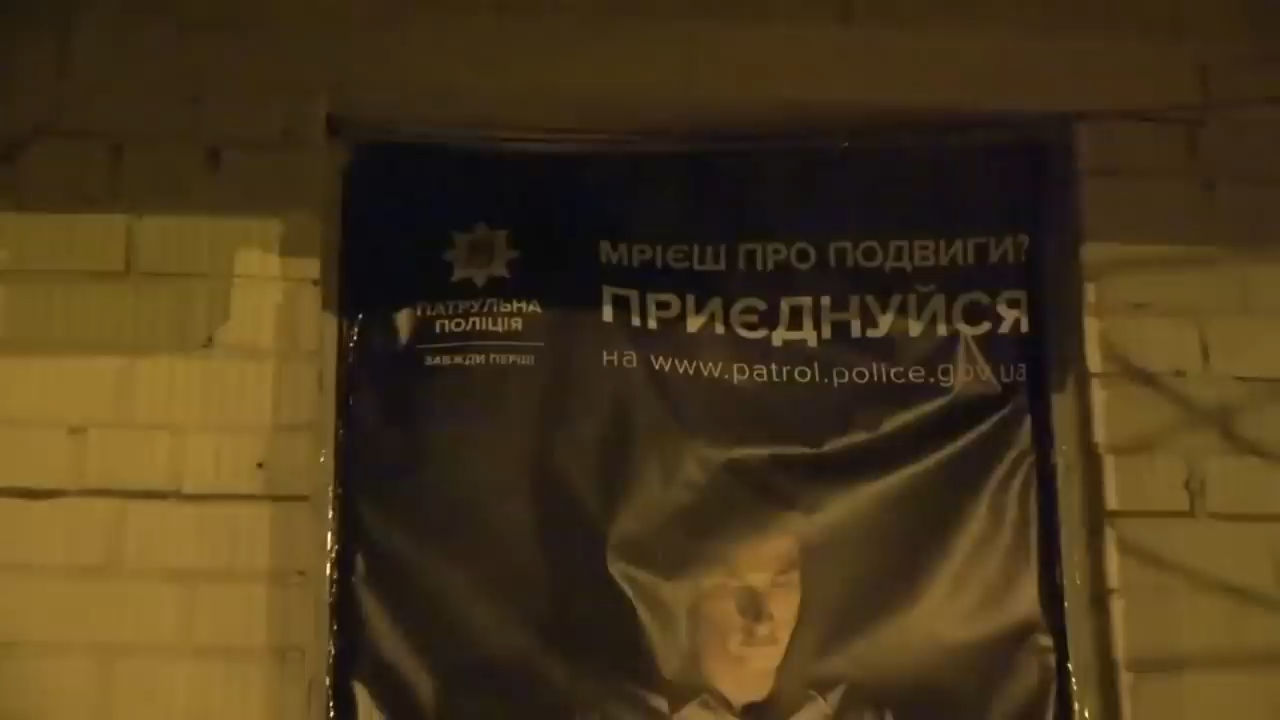 ПАТРУЛЬНА
ПОЛІЦІЯ
ЗАВЖДИ ПЕРШІ
МРІЄШ ПРО ПОДВИГИ?
ПРИЄДНУЙСЯ
на www.patrol.police.gov.ua